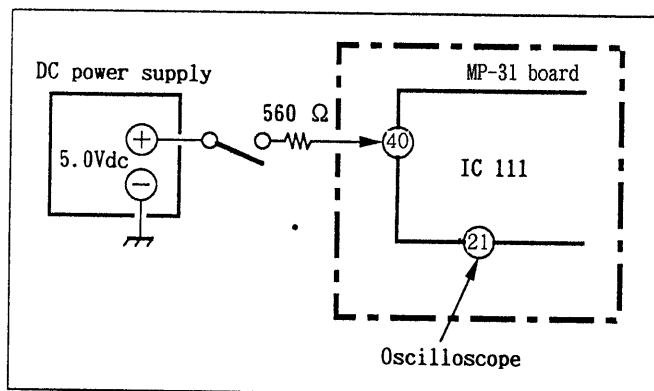 DC power supply
MP-31 board
560 Ω
+
40
5.0Vdc
IC 111
−
21
Oscilloscope